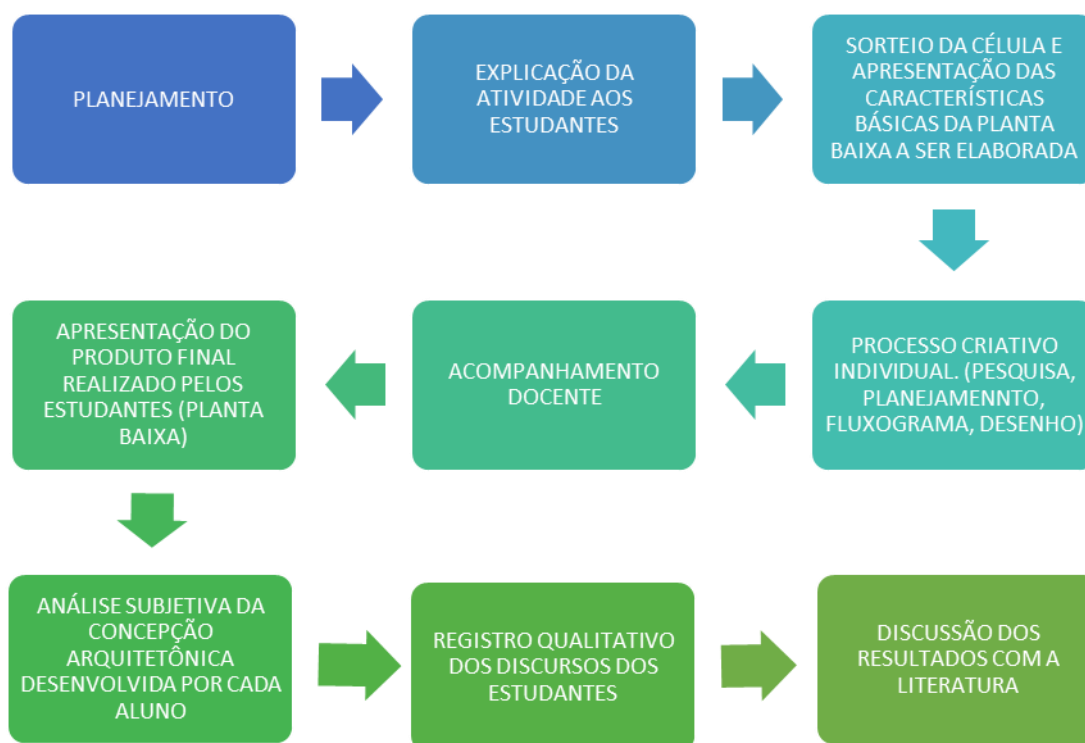 PLANEJAMENTO
EXPLICAÇÃO DA
ATIVIDADE AOS
ESTUDANTES
SORTEIO DA CÉLULA E
APRESENTAÇÃO DAS
CARACTERÍSTICAS
BÁSICAS DA PLANTA
BAIXA A SER ELABORADA
PROCESSO CRIATIVO
INDIVIDUAL. (PESQUISA,
PLANEJAMENNTO,
FLUXOGRAMA, DESENHO)
ACOMPANHAMENTO
DOCENTE
APRESENTAÇÃO DO
PRODUTO FINAL
REALIZADO PELOS
ESTUDANTES (PLANTA
BAIXA)
ANÁLISE SUBJETIVA DA
CONCEPÇÃO
ARQUITETÔNICA
DESENVOLVIDA POR CADA
ALUNO
REGISTRO QUALITATIVO
DOS DISCURSOS DOS
ESTUDANTES
DISCUSSÃO DOS
RESULTADOS COM A
LITERATURA